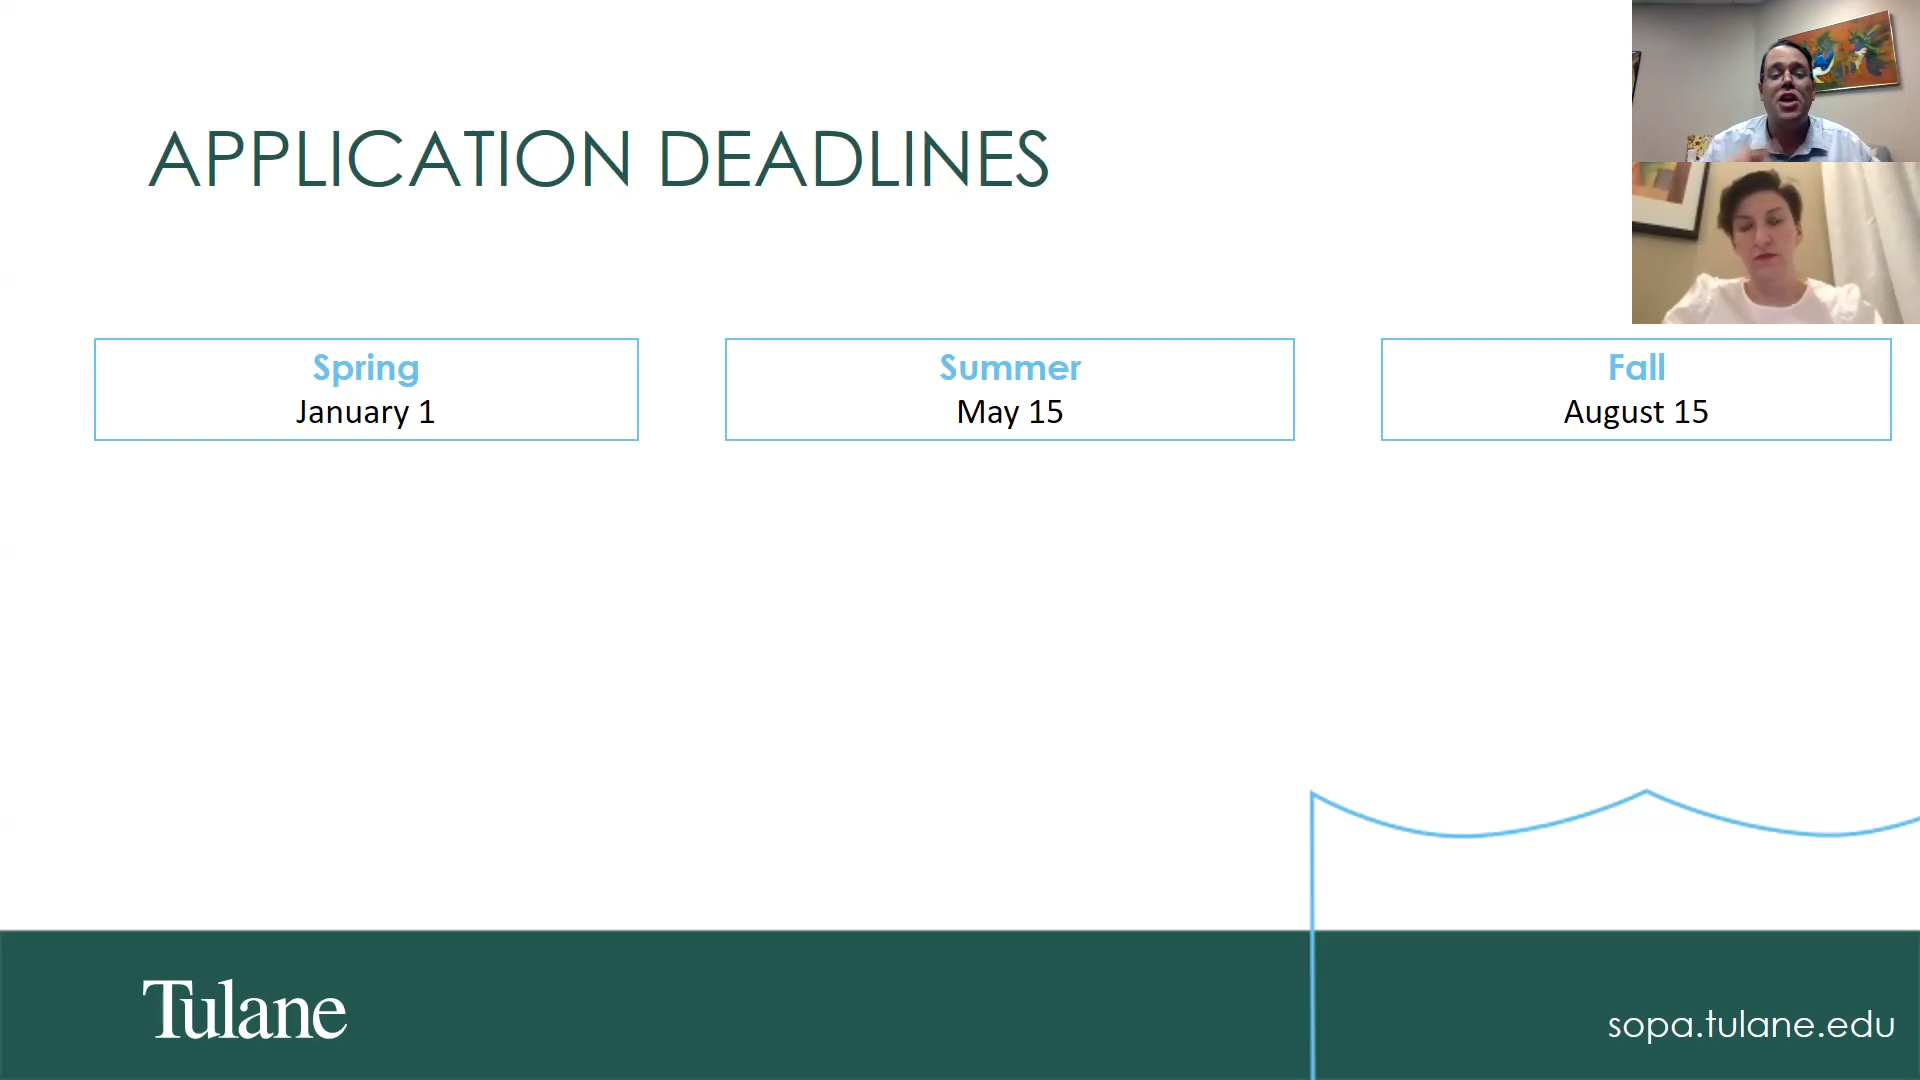 APPLICATION DEADLINES
Spring
January 1
Summer
May 15
Fall
August 15
Tulane
sopa.tulane.edu